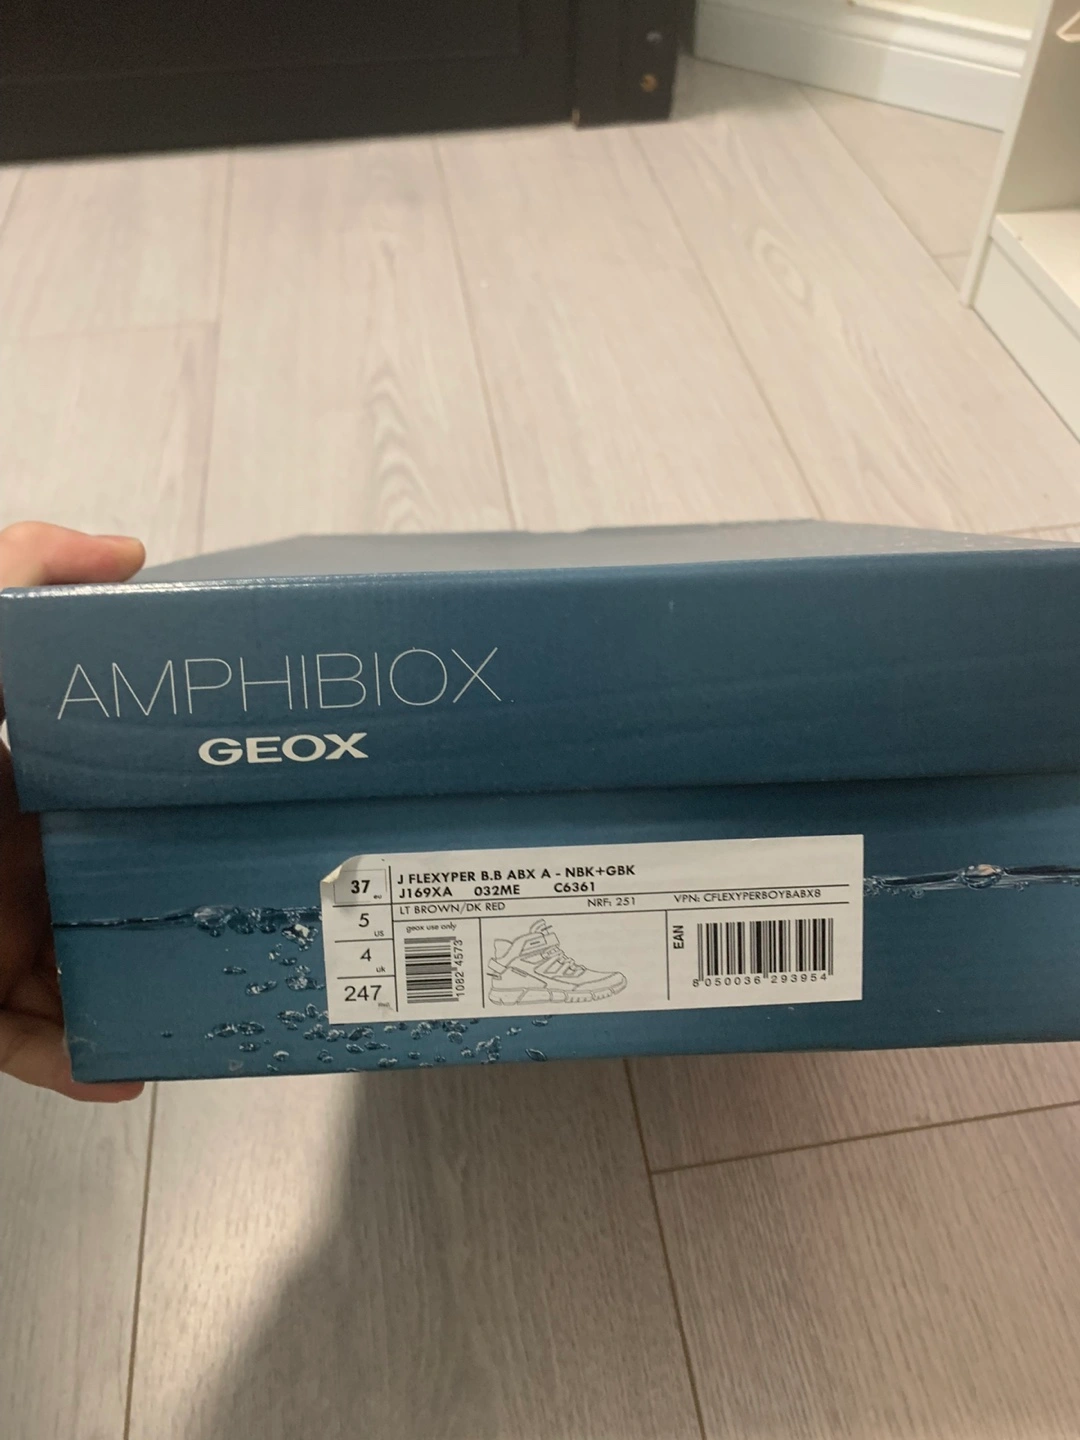 AMPHIBIOX
GEOX
37 eu
5 US
4 uk
247
J FLEXYPER B.B ABX A - NBK+GBK
J169XA 032ME C6361
LT BROWN/DK RED NRF: 251 VPN: CFLEXYPERBOYBABX8
geox use only
1082 4573
EAN
8 050036 293954